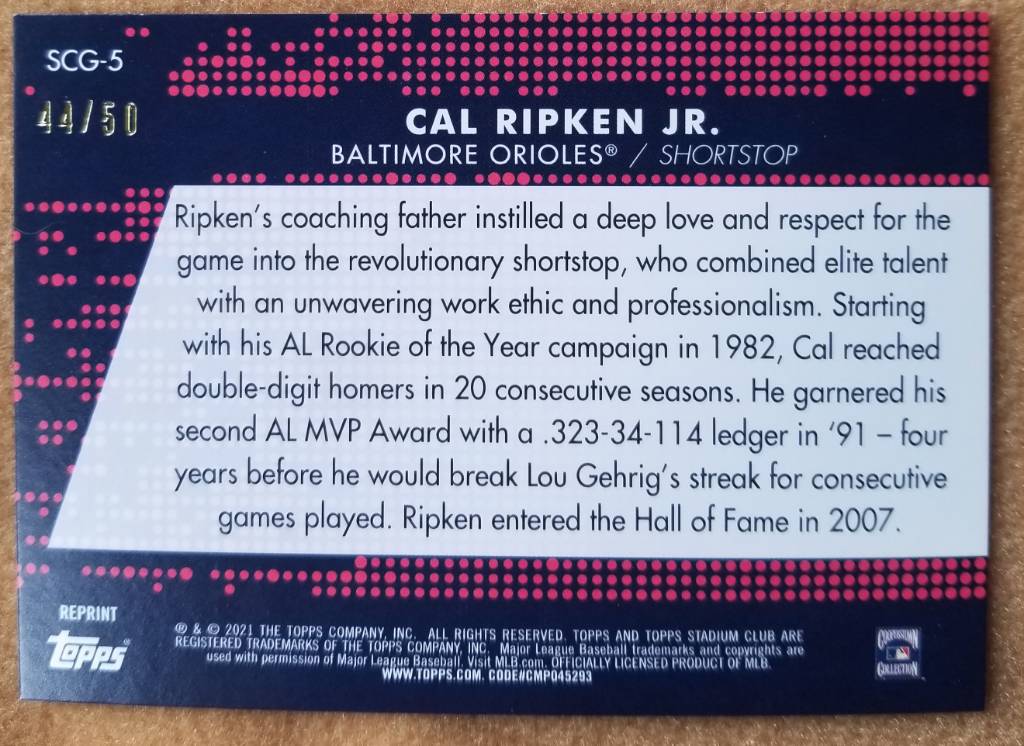 SCG-5
44/50
CAL RIPKEN JR.
BALTIMORE ORIOLES® / SHORTSTOP
Ripken's coaching father instilled a deep love and respect for the
game into the revolutionary shortstop, who combined elite talent
with an unwavering work ethic and professionalism. Starting
with his AL Rookie of the Year campaign in 1982, Cal reached
double-digit homers in 20 consecutive seasons. He garnered his
second AL MVP Award with a .323-34-114 ledger in '91 – four
years before he would break Lou Gehrig's streak for consecutive
games played. Ripken entered the Hall of Fame in 2007.
REPRINT
Topps®
® & © 2021 THE TOPPS COMPANY, INC. ALL RIGHTS RESERVED. TOPPS AND TOPPS STADIUM CLUB ARE
REGISTERED TRADEMARKS OF THE TOPPS COMPANY, INC. Major League Baseball trademarks and copyrights are
used with permission of Major League Baseball. Visit MLB.com. OFFICIALLY LICENSED PRODUCT OF MLB.
WWW.TOPPS.COM. CODE#CMP045293
COOPERSTOWN
COLLECTION